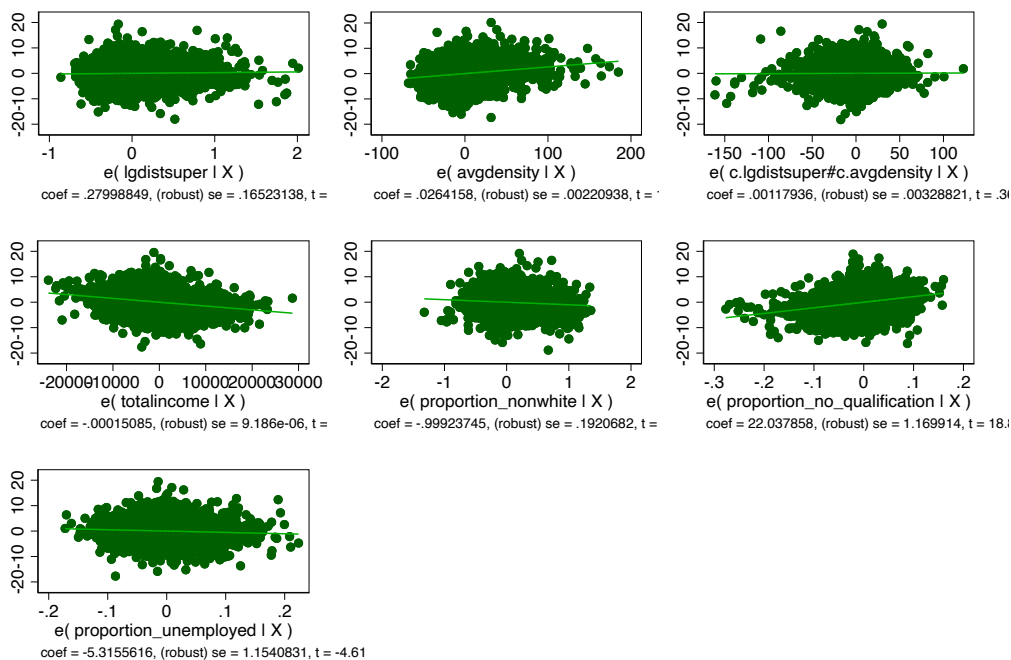 -20 -10 0 10 20
-1 0 1 2
e( lgdistsuper | X )
coef = .27998849, (robust) se = .16523138, t =
-20 -10 0 10 20
-100 0 100 200
e( avgdensity | X )
coef = .0264158, (robust) se = .00220938, t =
-20 -10 0 10 20
-150 -100 -50 0 50 100
e( c.lgdistsuper#c.avgdensity | X )
coef = .00117936, (robust) se = .00328821, t = .36
-20 -10 0 10 20
-20000 -10000 0 10000 20000 30000
e( totalincome | X )
coef = -.00015085, (robust) se = 9.186e-06, t =
-20 -10 0 10 20
-2 -1 0 1 2
e( proportion_nonwhite | X )
coef = -.99923745, (robust) se = .1920682, t =
-20 -10 0 10 20
-.3 -.2 -.1 0 .1 .2
e( proportion_no_qualification | X )
coef = 22.037858, (robust) se = 1.169914, t = 18.8
-20 -10 0 10 20
-.2 -.1 0 .1 .2
e( proportion_unemployed | X )
coef = -5.3155616, (robust) se = 1.1540831, t = -4.61